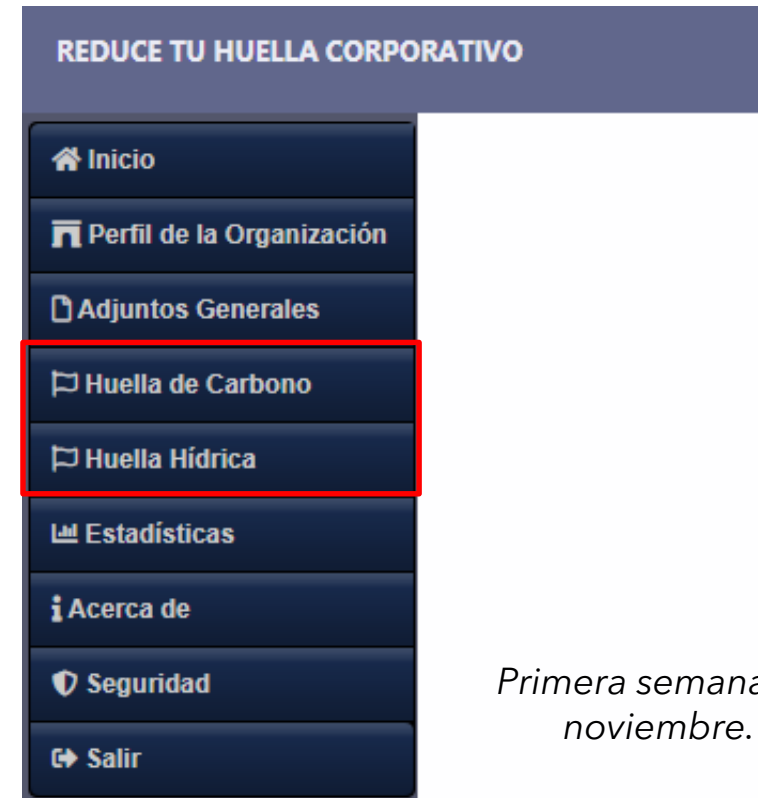 REDUCE TU HUELLA CORPORATIVO
Inicio
Perfil de la Organización
Adjuntos Generales
Huella de Carbono
Huella Hídrica
Estadísticas
Acerca de
Seguridad
Salir
Primera semana
noviembre.